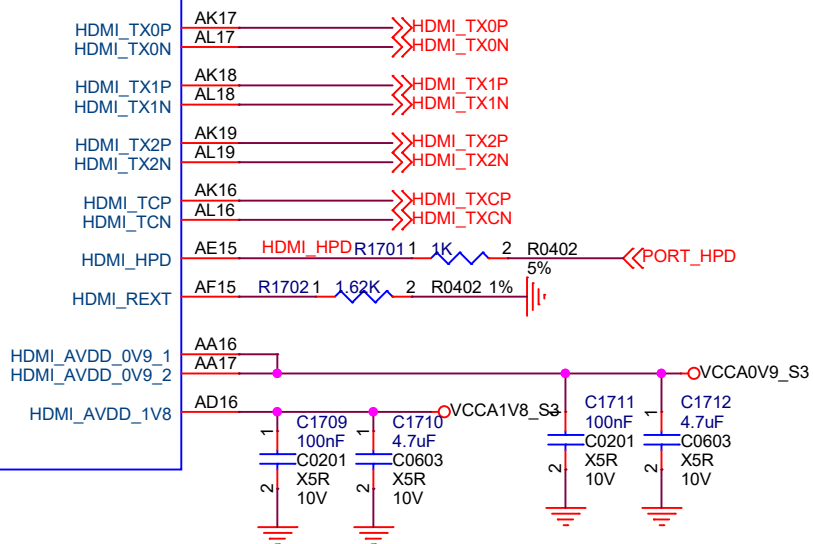 HDMI_TX0P AK17 HDMI_TX0P
HDMI_TX0N AL17 HDMI_TX0N
HDMI_TX1P AK18 HDMI_TX1P
HDMI_TX1N AL18 HDMI_TX1N
HDMI_TX2P AK19 HDMI_TX2P
HDMI_TX2N AL19 HDMI_TX2N
HDMI_TCP AK16 HDMI_TXCP
HDMI_TCN AL16 HDMI_TXCN
HDMI_HPD AE15 HDMI_HPD R1701 1 1K 2 R0402 PORT_HPD
5%
HDMI_REXT AF15 R1702 1 1.62K 2 R0402 1%
HDMI_AVDD_0V9_1 AA16
HDMI_AVDD_0V9_2 AA17 VCCA0V9_S3
HDMI_AVDD_1V8 AD16 VCCA1V8_S3
1 C1709 1 C1710 1 C1711 1 C1712
100nF 4.7uF 100nF 4.7uF
C0201 C0603 C0201 C0603
2 X5R 2 X5R 2 X5R 2 X5R
10V 10V 10V 10V